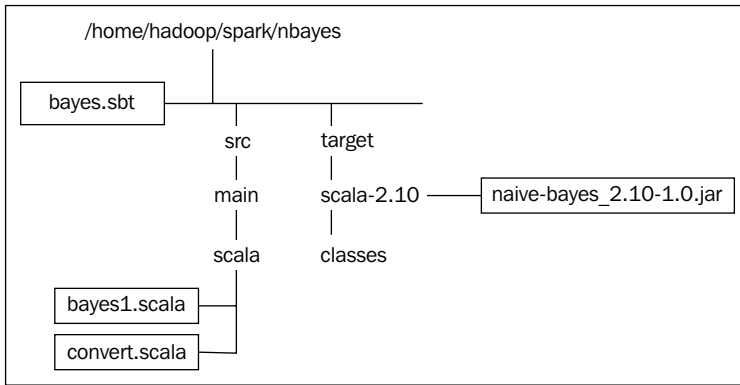 /home/hadoop/spark/nbayes
bayes.sbt
src
target
main
scala-2.10
naive-bayes_2.10-1.0.jar
scala
classes
bayes1.scala
convert.scala